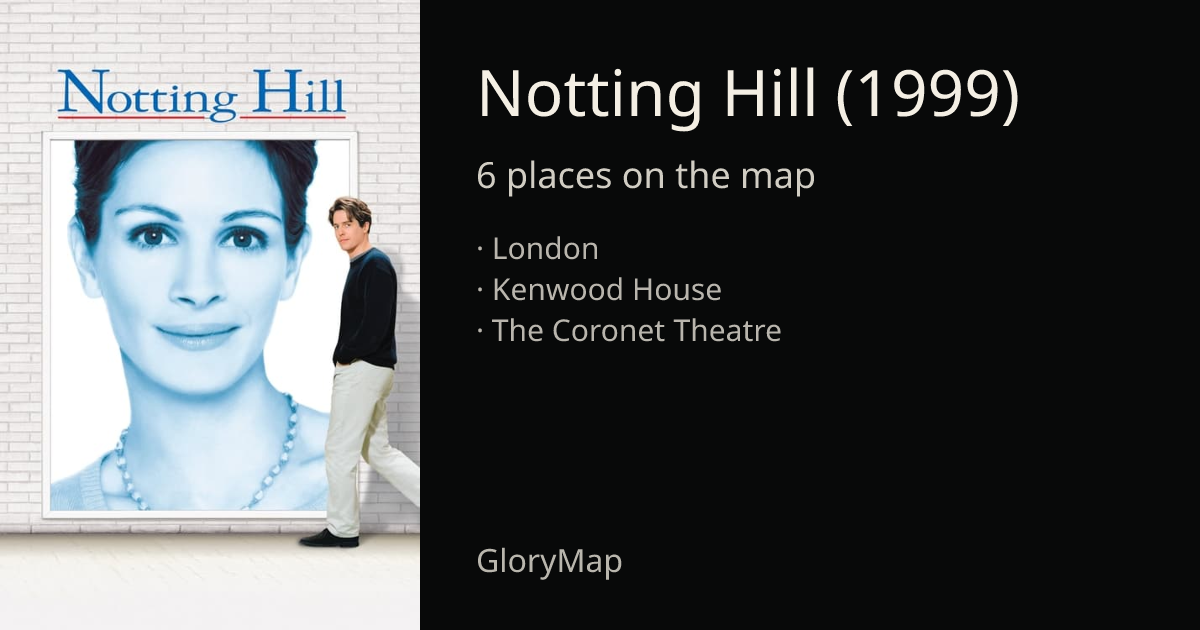 Notting Hill
Notting Hill (1999)
6 places on the map
· London
· Kenwood House
· The Coronet Theatre
GloryMap